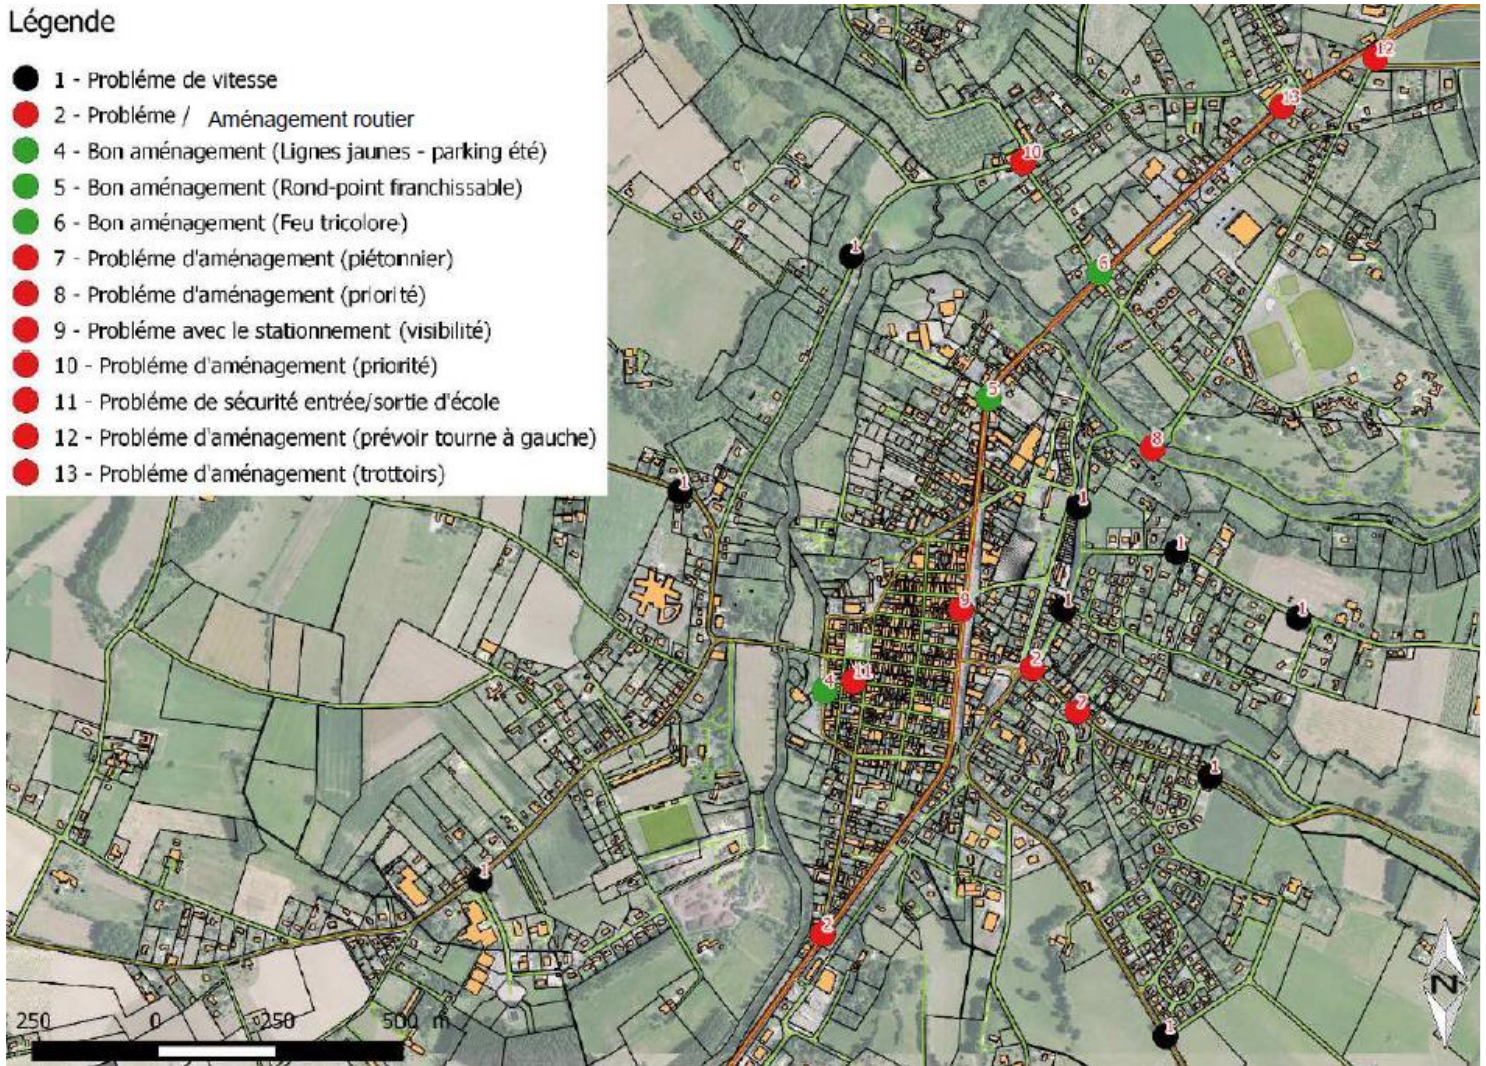 Légende
1 - Probléme de vitesse
2 - Probléme / Aménagement routier
4 - Bon aménagement (Lignes jaunes - parking été)
5 - Bon aménagement (Rond-point firanchissable)
6 - Bon aménagement (Feu tricolore)
7 - Probléme d'aménagement (piétonnier)
8 - Probléme d'aménagement (priorité)
9 - Probléme avec le stationnement (visibilité)
10 - Probléme d'aménagement (priorité)
11 - Probléme de sécurité entrée/sortie d'école
12 - Probléme d'aménagement (prévoir tourne à gauche)
13 - Probléme d'aménagement (trottoirs)
12
13
10
1
6
5
8
1
1
1
9
1
1
2
11
4
7
1
1
2
1
N
250 0 250 500 m